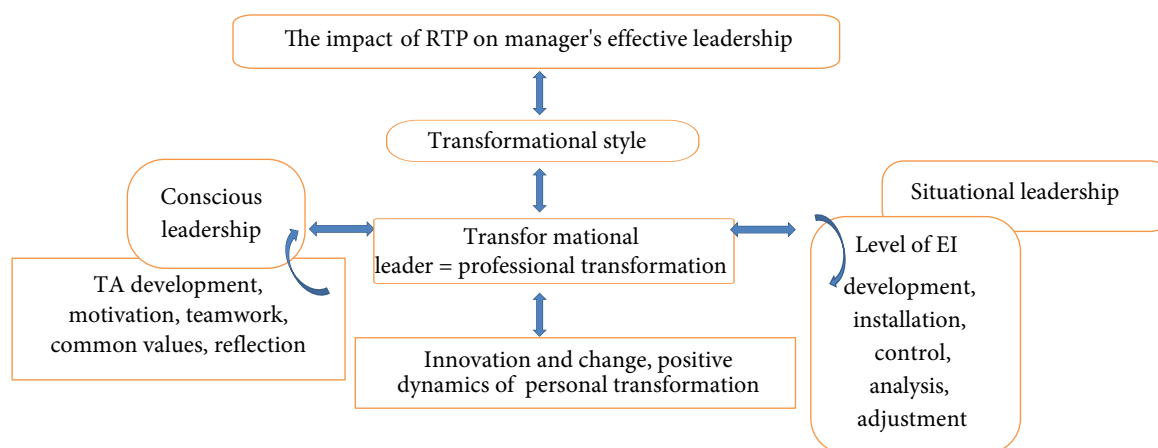 The impact of RTP on manager's effective leadership
Transformational style
Conscious
leadership
TA development,
motivation, teamwork,
common values, reflection
Transfor mational
leader = professional transformation
Innovation and change, positive
dynamics of personal transformation
Situational leadership
Level of EI
development,
installation,
control,
analysis,
adjustment